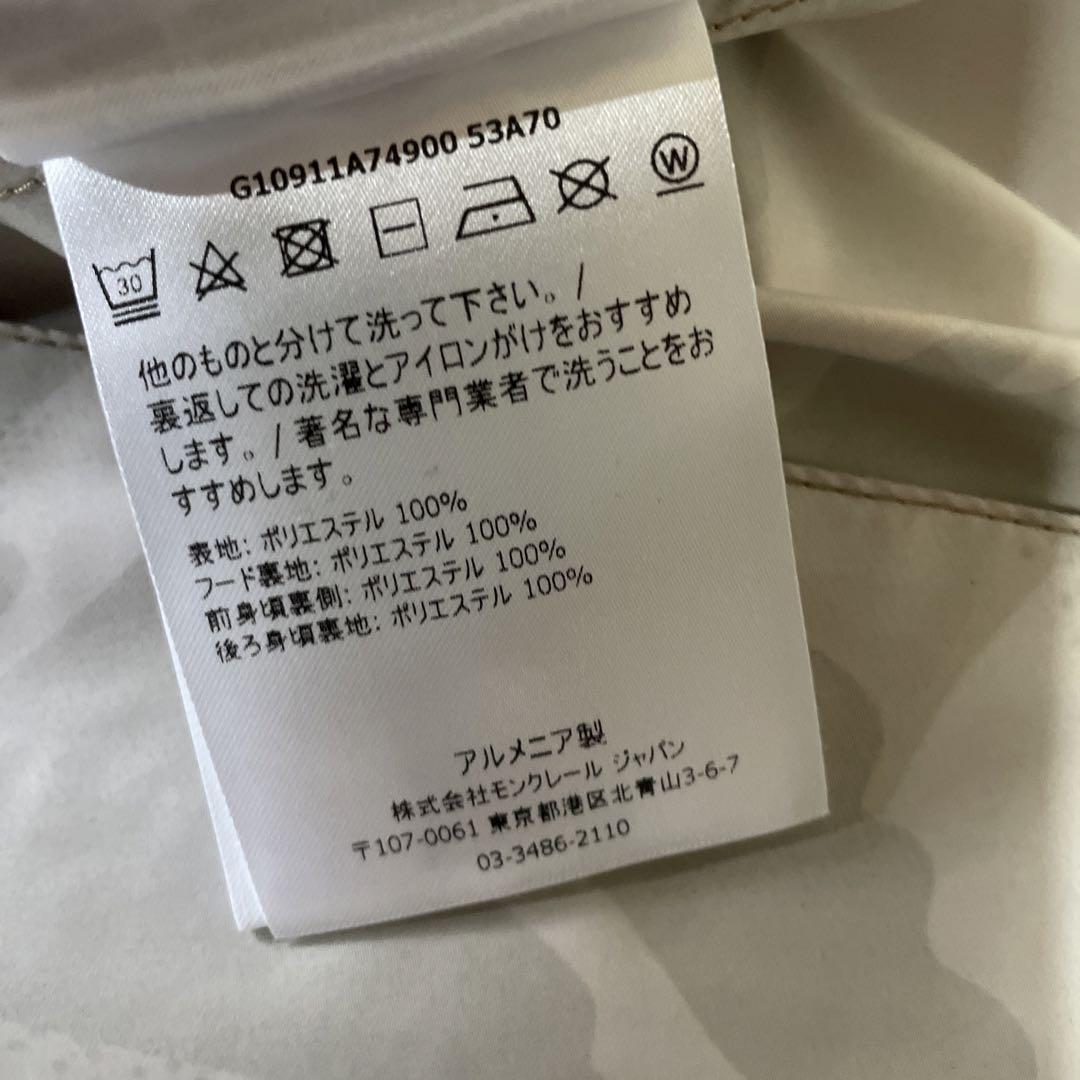 G10911A74900 53A70
30
W
他のものと分けて洗って下さい。/
裏返しての洗濯とアイロンがけをおすすめ
します。/ 著名な専門業者で洗うことをお
すすめします。
表地: ポリエステル 100%
フード裏地: ポリエステル 100%
前身頃裏側: ポリエステル 100%
後ろ身頃裏地: ポリエステル 100%
アルメニア製
株式会社モンクレール ジャパン
〒107-0061 東京都港区北青山3-6-7
03-3486-2110